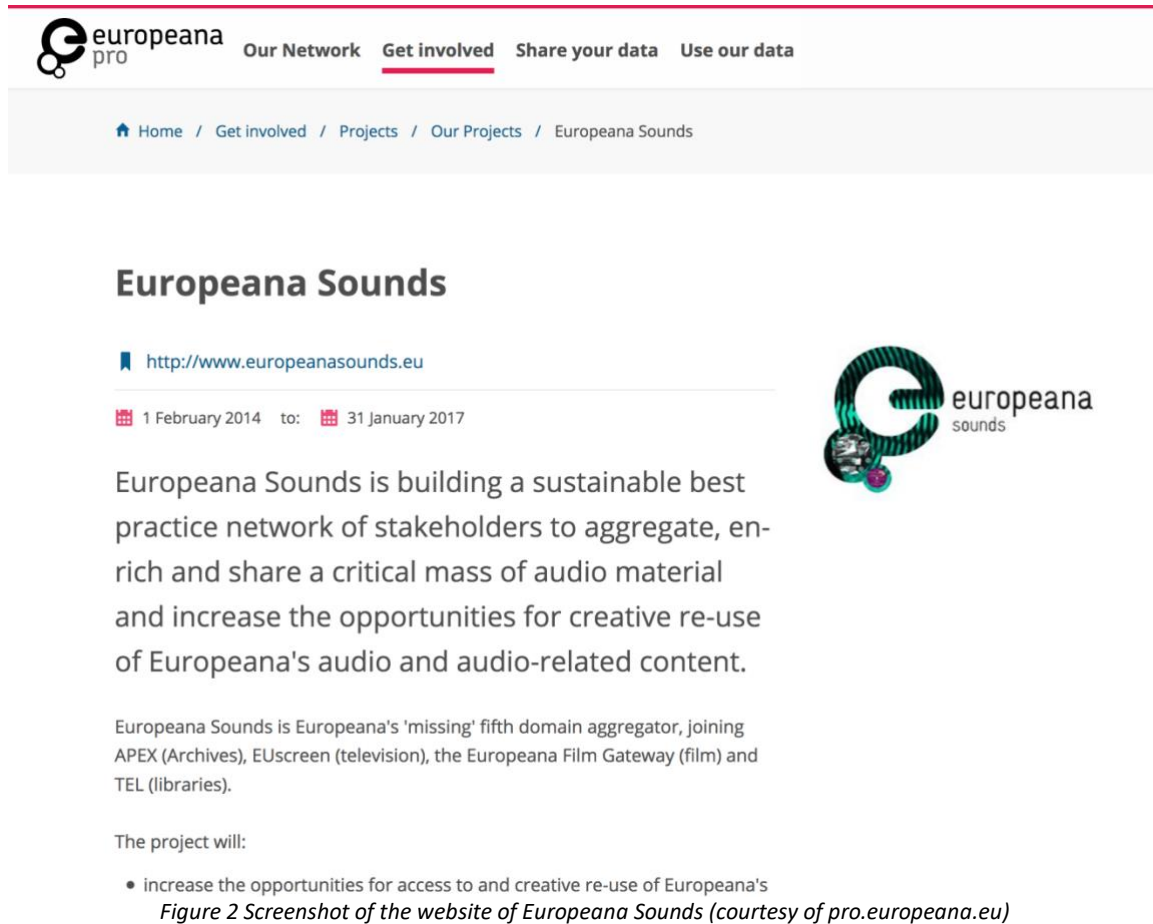 europeana
pro
Our Network Get involved Share your data Use our data
Home / Get involved / Projects / Our Projects / Europeana Sounds
Europeana Sounds
http://www.europeanasounds.eu
1 February 2014 to: 31 January 2017
europeana
sounds
Europeana Sounds is building a sustainable best
practice network of stakeholders to aggregate, en-
rich and share a critical mass of audio material
and increase the opportunities for creative re-use
of Europeana's audio and audio-related content.
Europeana Sounds is Europeana's 'missing' fifth domain aggregator, joining
APEX (Archives), EUscreen (television), the Europeana Film Gateway (film) and
TEL (libraries).
The project will:
• increase the opportunities for access to and creative re-use of Europeana's
Figure 2 Screenshot of the website of Europeana Sounds (courtesy of pro.europeana.eu)